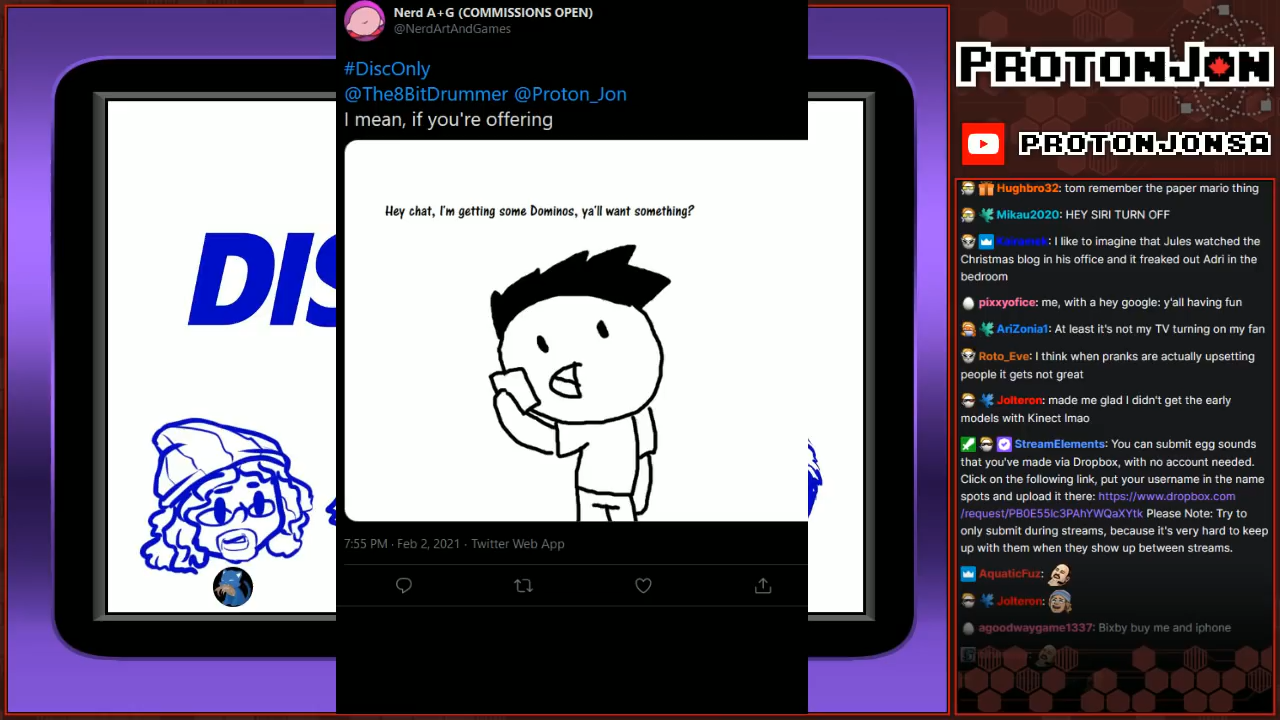 Nerd A+G (COMMISSIONS OPEN)
@NerdArtAndGames
#DiscOnly
@The8BitDrummer @Proton_Jon
I mean, if you're offering
Hey chat, I'm getting some Dominos, ya'll want something?
DIS
7:55 PM · Feb 2, 2021 · Twitter Web App
PROTONJON
PROTONJONSA
Hughbro32: tom remember the paper mario thing
Mikau2020: HEY SIRI TURN OFF
I like to imagine that Jules watched the
Christmas blog in his office and it freaked out Adri in the
bedroom
pixxyofice: me, with a hey google: y'all having fun
AriZonia1: At least it's not my TV turning on my fan
Roto_Eve: I think when pranks are actually upsetting
people it gets not great
Jolteron: made me glad I didn't get the early
models with Kinect lmao
StreamElements: You can submit egg sounds
that you've made via Dropbox, with no account needed.
Click on the following link, put your username in the name
spots and upload it there: https://www.dropbox.com
/request/PB0E55lc3PAhYWQaXYtk Please Note: Try to
only submit during streams, because it's very hard to keep
up with them when they show up between streams.
AquaticFuz:
Jolteron:
agoodwaygame1337: Bixby buy me and iphone